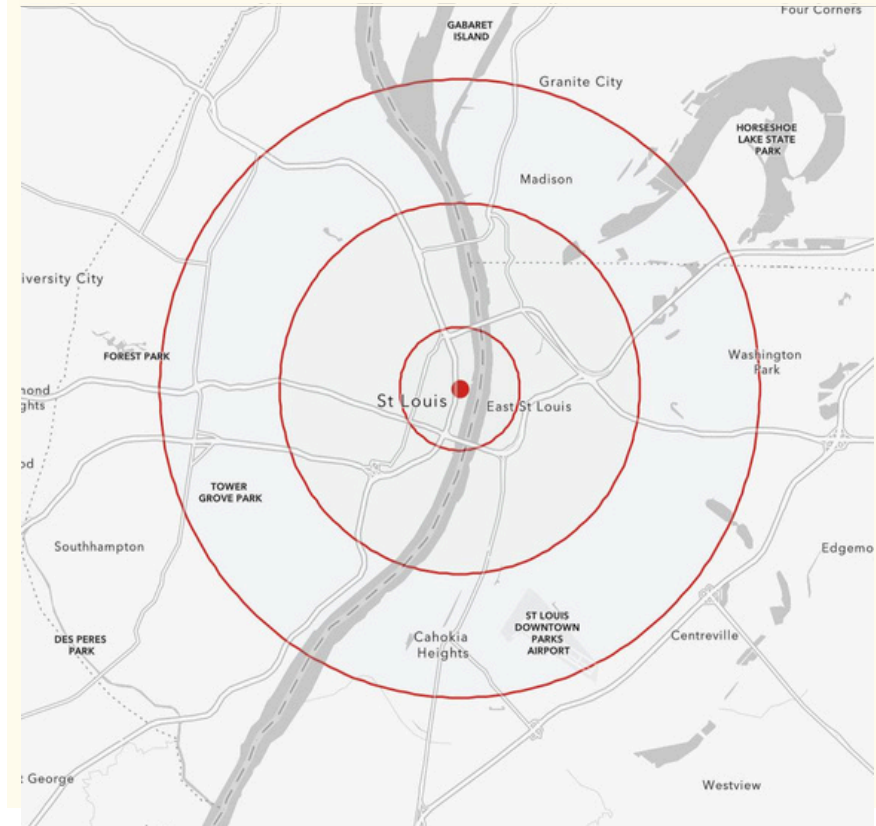 Four Corners
GABARET
ISLAND
Granite City
HORSESHOE
LAKE STATE
PARK
Madison
iversity City
FOREST PARK
Washington
Park
mond
ghts
St Louis
East St Louis
od
TOWER
GROVE PARK
Southhampton
Edgemo
ST LOUIS
DOWNTOWN
PARKS
AIRPORT
DES PERES
PARK
Cahokia
Heights
Centreville
George
Westview